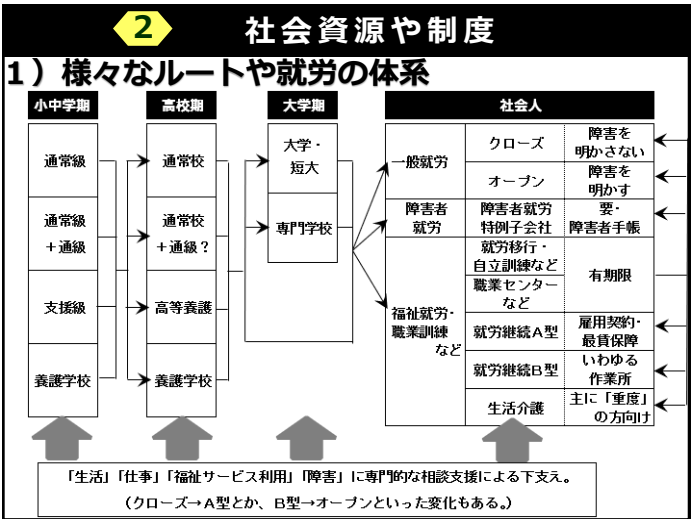 2 社会資源や制度
1）様々なルートや就労の体系
小中学期
高校期
大学期
社会人
通常級
通常級
＋通級
支援級
養護学校
通常校
通常校
＋通級？
高等養護
養護学校
大学・
短大
専門学校
一般就労
クローズ
障害を
明かさない
オープン
障害を
明かす
障害者
就労
障害者就労
特例子会社
要・
障害者手帳
福祉就労・
職業訓練
など
就労移行・
自立訓練など
職業センター
など
有期限
就労継続A型
雇用契約・
最賃保障
就労継続B型
いわゆる
作業所
生活介護
主に「重度」
の方向け
「生活」「仕事」「福祉サービス利用」「障害」に専門的な相談支援による下支え。
（クローズ→A型とか、B型→オープンといった変化もある。）